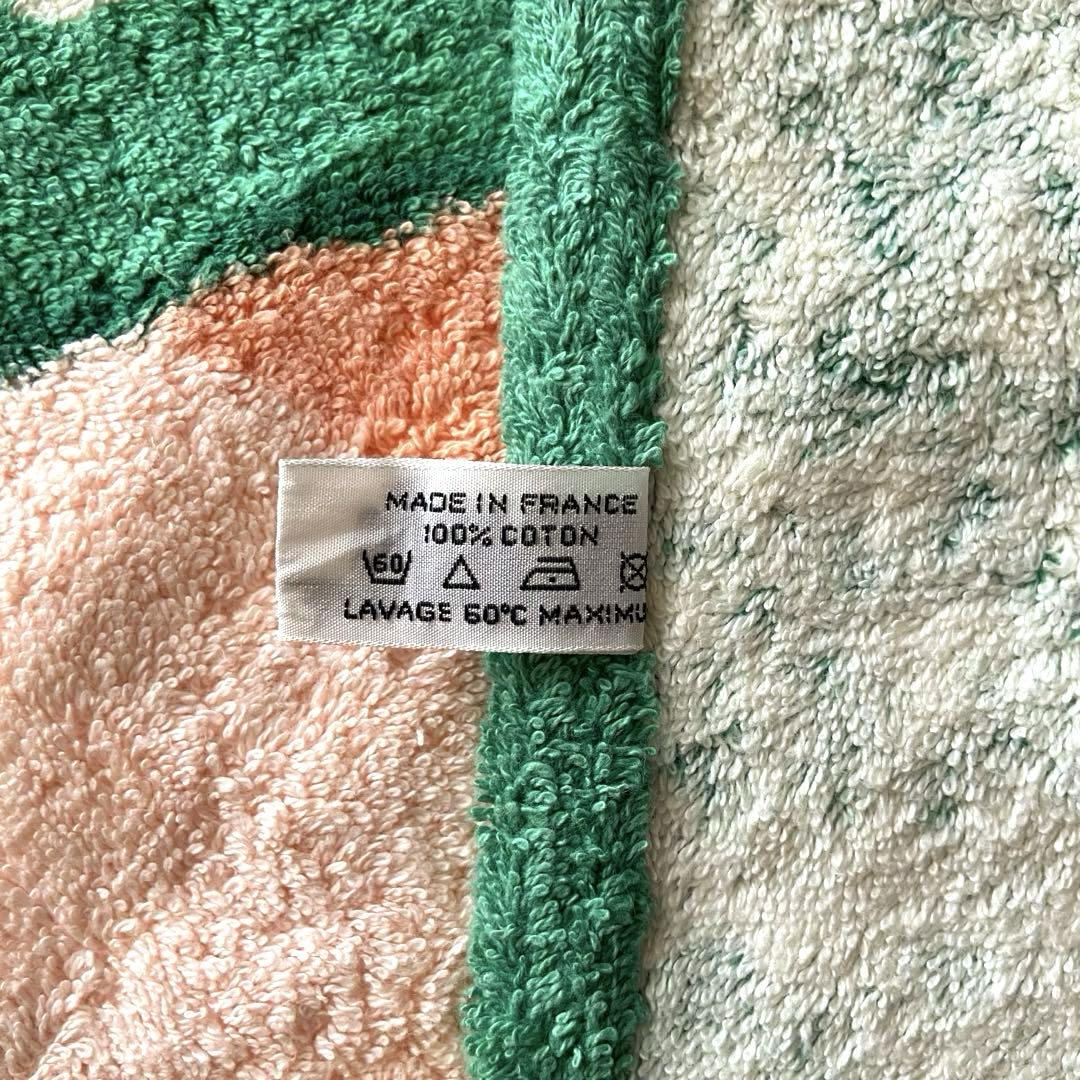 MADE IN FRANCE
100% COTON
60
LAVAGE 60°C MAXIMU